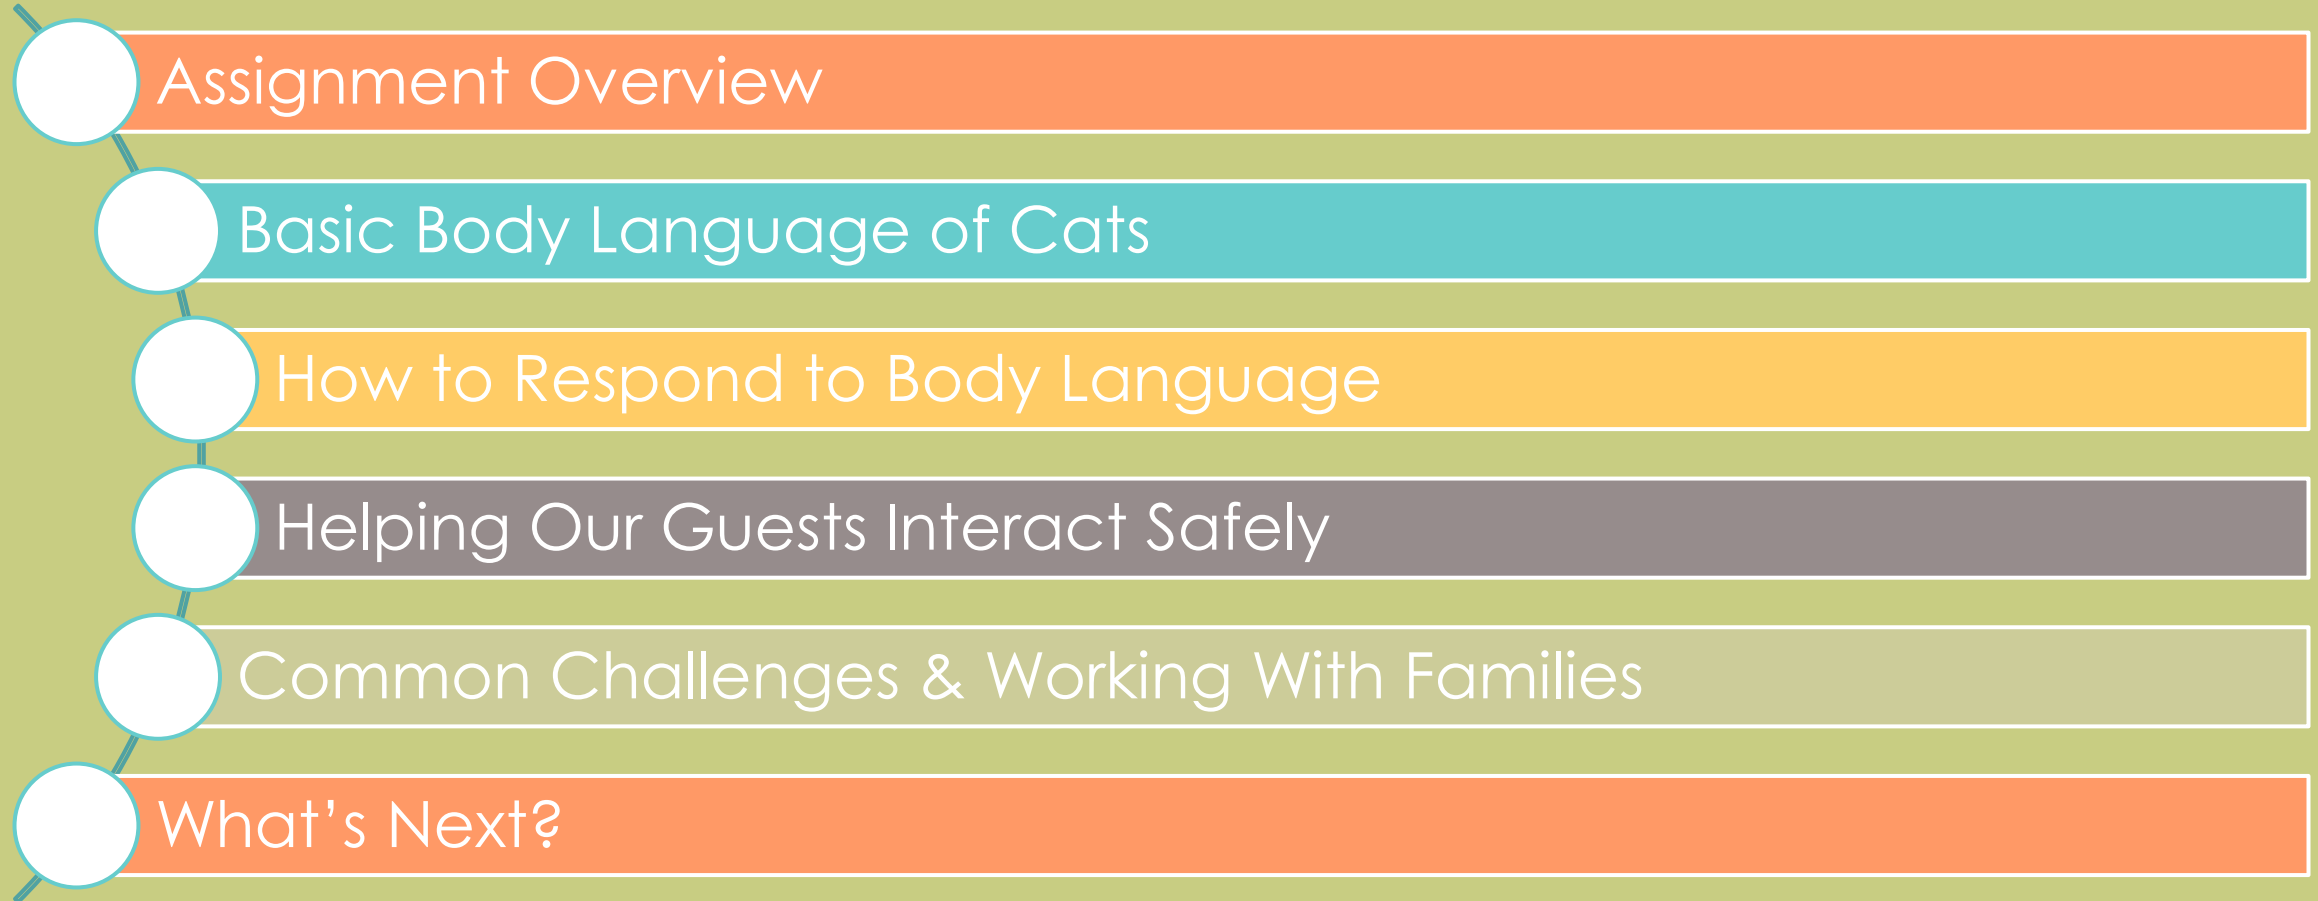 Assignment Overview
Basic Body Language of Cats
How to Respond to Body Language
Helping Our Guests Interact Safely
Common Challenges & Working With Families
What’s Next?